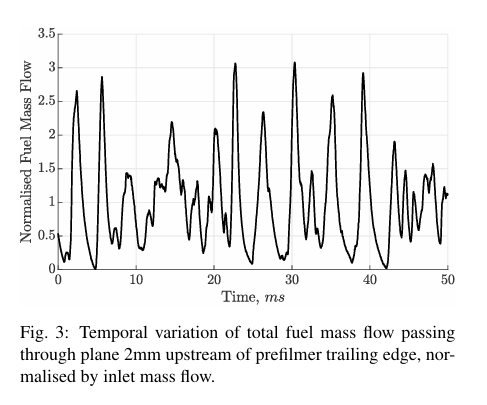 3.5
3
2.5
2
1.5
1
0.5
0
Normalised Fuel Mass Flow
0 10 20 30 40 50
Time, ms
Fig. 3: Temporal variation of total fuel mass flow passing
through plane 2mm upstream of prefilmer trailing edge, nor-
malised by inlet mass flow.